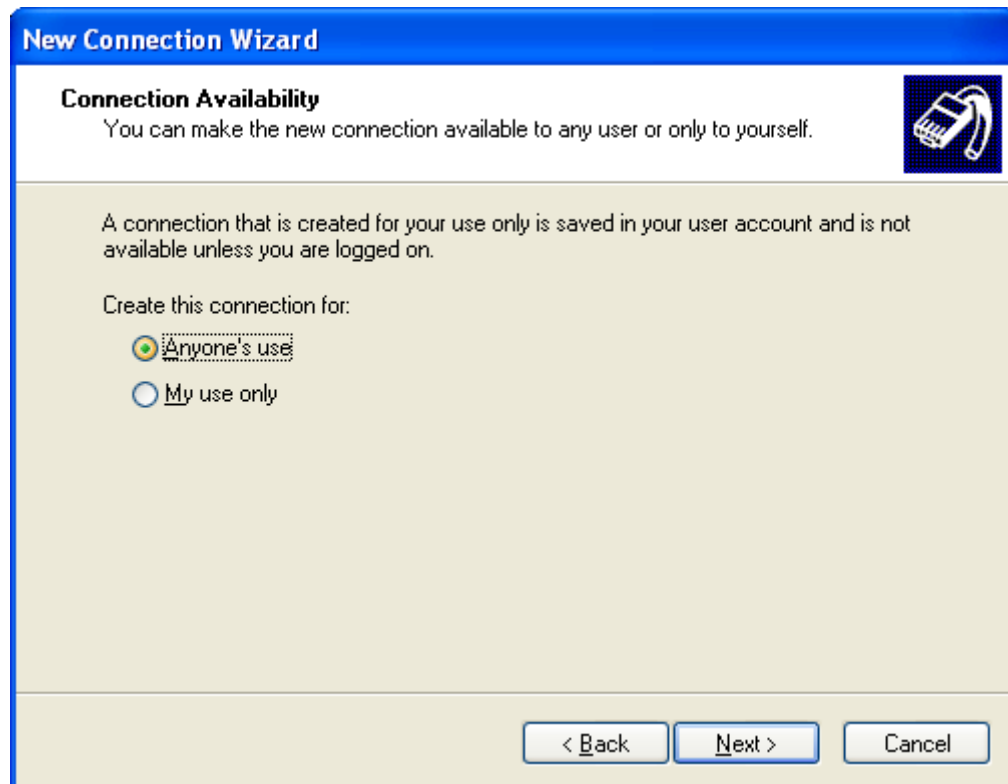 New Connection Wizard
Connection Availability
You can make the new connection available to any user or only to yourself.
A connection that is created for your use only is saved in your user account and is not
available unless you are logged on.
Create this connection for:
Anyone's use
My use only
< Back
Next >
Cancel